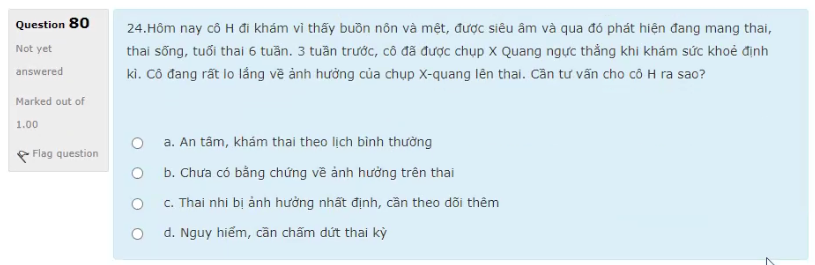 Question 80
Not yet
answered
Marked out of
1.00
Flag question
24.Hôm nay cô H đi khám vì thấy buồn nôn và mệt, được siêu âm và qua đó phát hiện đang mang thai,
thai sống, tuổi thai 6 tuần. 3 tuần trước, cô đã được chụp X Quang ngực thẳng khi khám sức khoẻ định
kì. Cô đang rất lo lắng về ảnh hưởng của chụp X-quang lên thai. Cần tư vấn cho cô H ra sao?
a. An tâm, khám thai theo lịch bình thường
b. Chưa có bằng chứng về ảnh hưởng trên thai
c. Thai nhi bị ảnh hưởng nhất định, cần theo dõi thêm
d. Nguy hiểm, cần chấm dứt thai kỳ